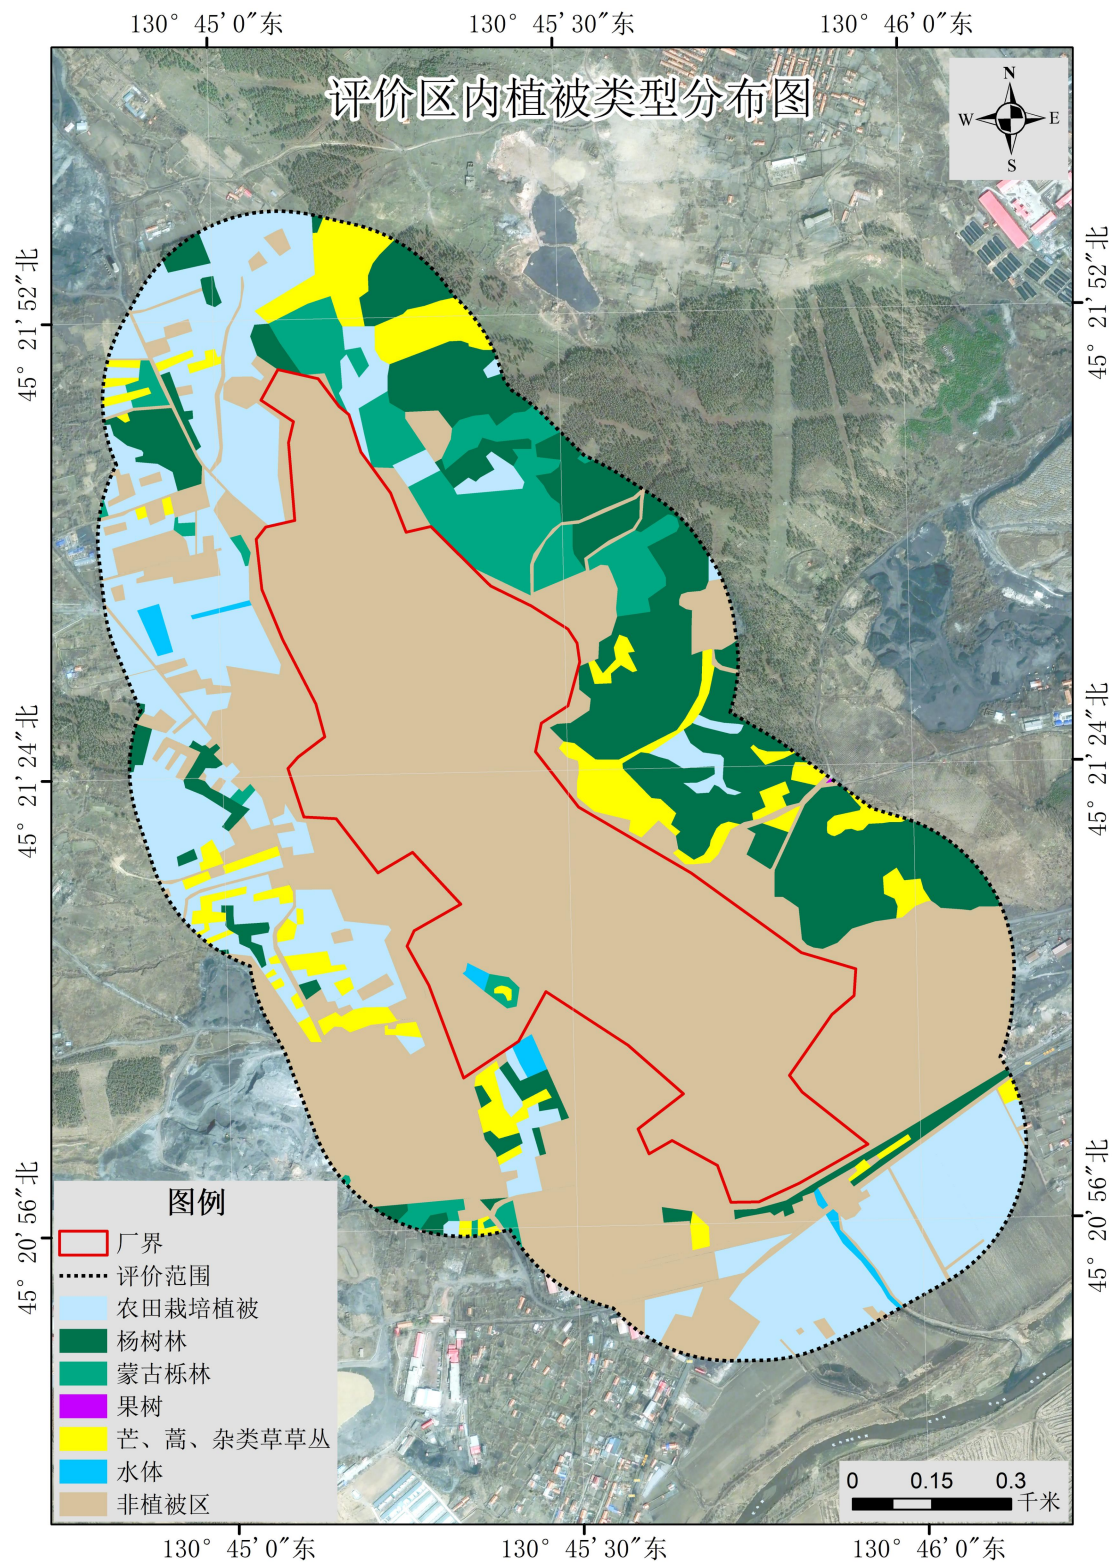 130° 45′ 0″东
130° 45′ 30″东
130° 46′ 0″东
评价区内植被类型分布图
N
W
E
S
45° 21′ 52″北
45° 21′ 52″北
45° 21′ 24″北
45° 21′ 24″北
45° 20′ 56″北
45° 20′ 56″北
图例
厂界
评价范围
农田栽培植被
杨树林
蒙古栎林
果树
芒、蒿、杂类草草丛
水体
非植被区
0 0.15 0.3
千米
130° 45′ 0″东
130° 45′ 30″东
130° 46′ 0″东